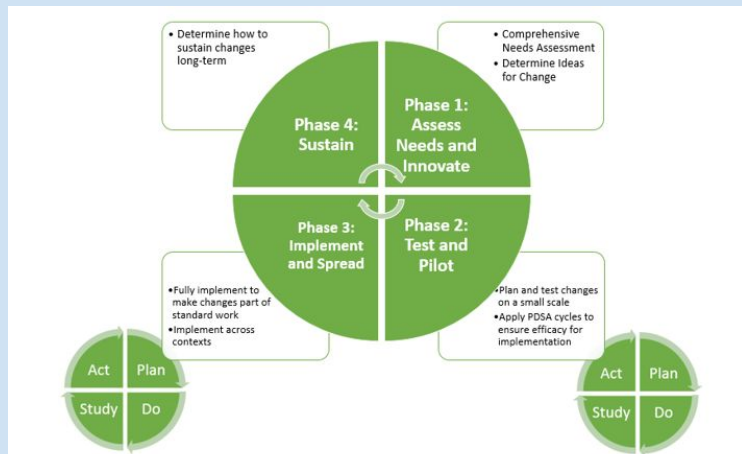 • Determine how to
sustain changes
long-term
• Comprehensive
Needs Assessment
• Determine Ideas
for Change
Phase 4:
Sustain
Phase 1:
Assess
Needs and
Innovate
Phase 3:
Implement
and Spread
Phase 2:
Test and
Pilot
•Fully implement to
make changes part of
standard work
•Implement across
contexts
•Plan and test changes
on a small scale
•Apply PDSA cycles to
ensure efficacy for
implementation
Act
Plan
Study
Do
Act
Plan
Study
Do